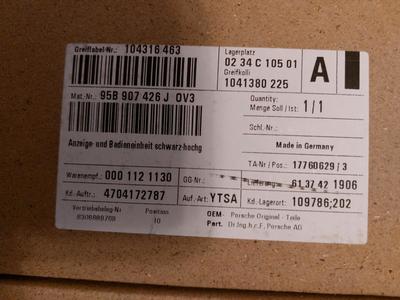 Greiflabel-Nr.: 104316 463
Lagerplatz
02 34 C 105 01
Greifkolli
1041380 225
A
Mat.-Nr.: 95B 907 426 J OV3
Quantity:
Menge Soll / Ist: 1/1
Schl.-Nr.:
Anzeige- und Bedieneinheit schwarz-hochg
Made in Germany
TA-Nr / Pos.: 17760629 / 3
Warenempf.: 000 112 1130
GG-Nr.:
Lieferung: 61 37 42 1906
Kd.-Auftr.: 4704172787
Auf.-Art: YTSA
Kd.-Lagerort: 109786;202
Vertriebsbeleg-Nr
Position
10
OEM- Porsche Original - Teile
Part. Dr.Ing.h.c.F. Porsche AG